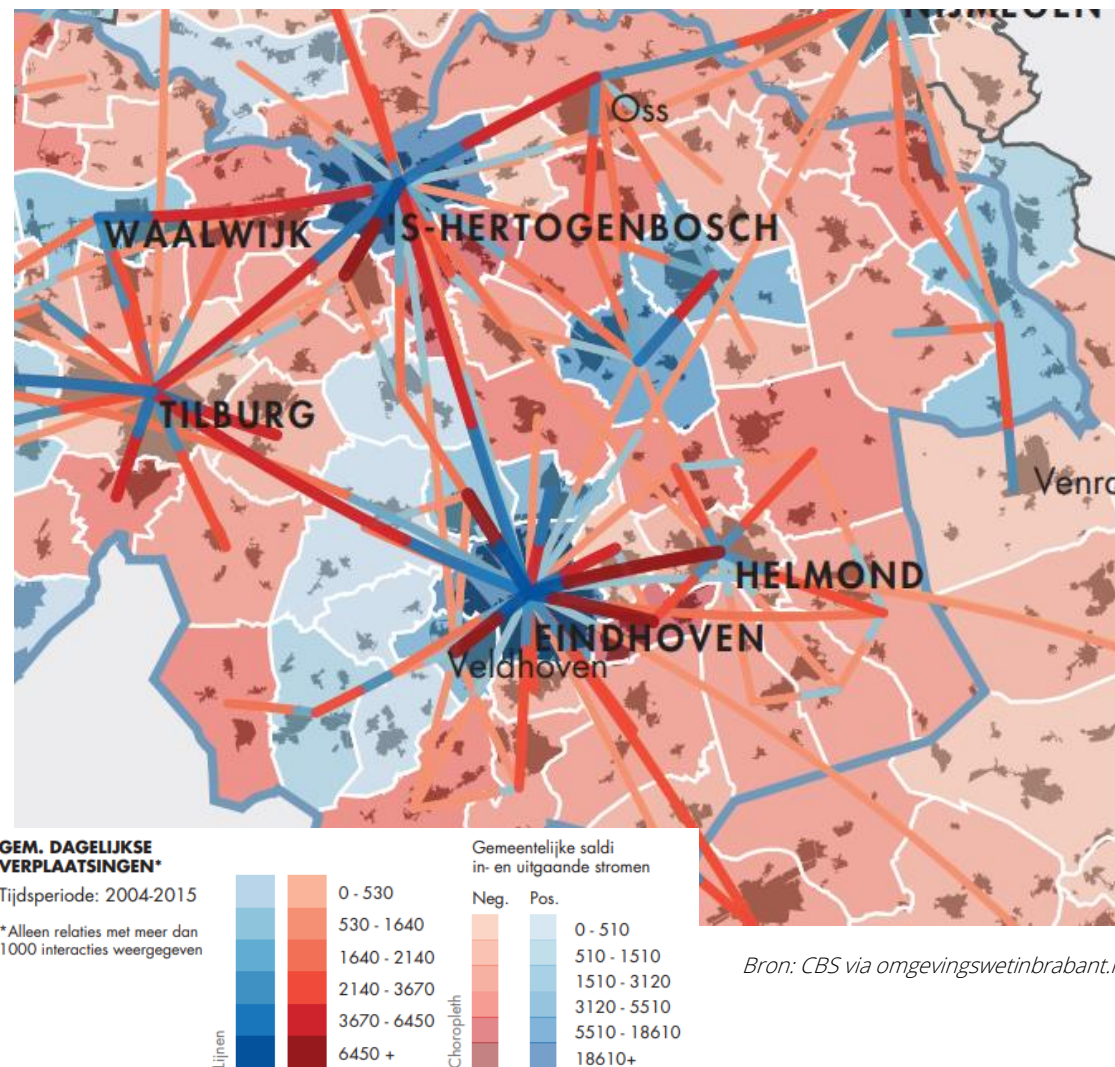 Oss
WAALWIJK
'S-HERTOGENBOSCH
TILBURG
HELMOND
EINDHOVEN
Veldhoven
GEM. DAGELIJKSE
VERPLAATSINGEN*
Tijdsperiode: 2004-2015
*Alleen relaties met meer dan
1000 interacties weergegeven
Lijnen
0 - 530
530 - 1640
1640 - 2140
2140 - 3670
3670 - 6450
6450 +
Gemeentelijke saldi
in- en uitgaande stromen
Neg. Pos.
Choropleth
0 - 510
510 - 1510
1510 - 3120
3120 - 5510
5510 - 18610
18610+
Bron: CBS via